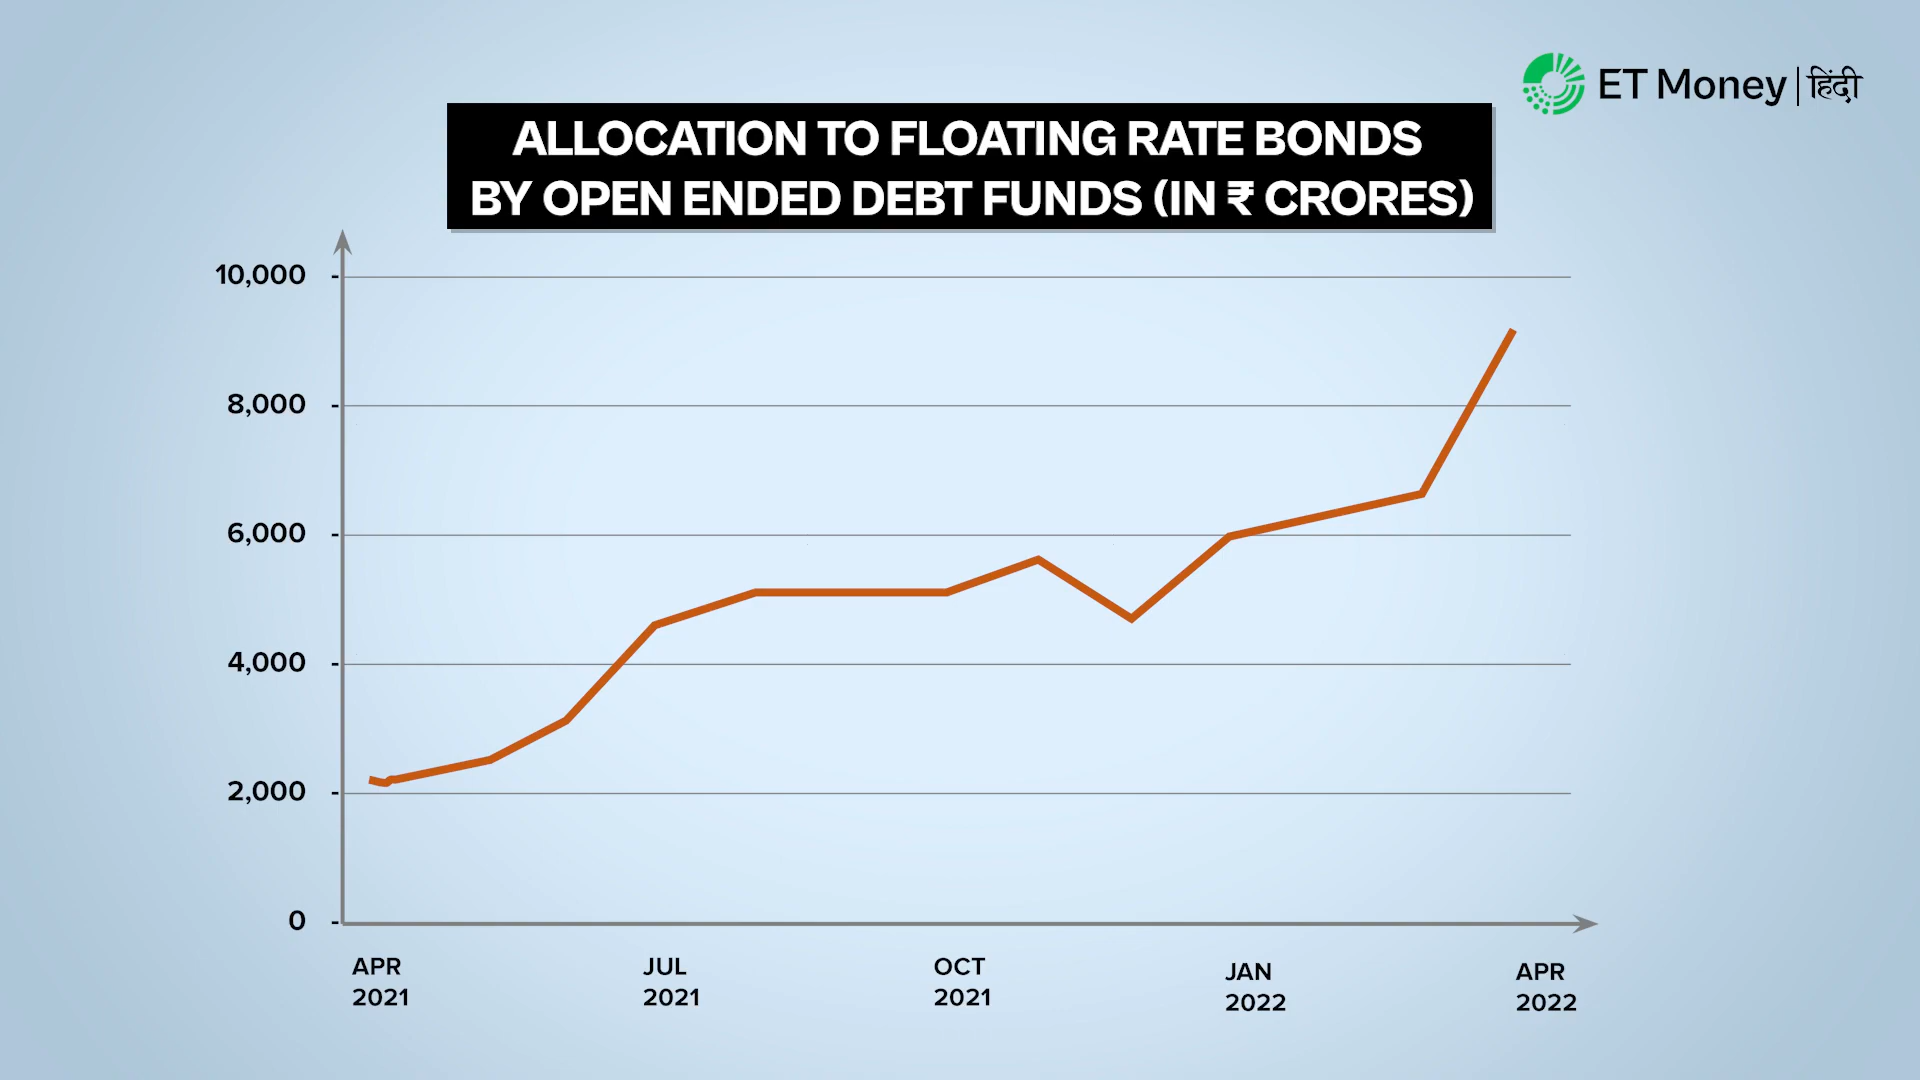 ET Money | हिंदी
ALLOCATION TO FLOATING RATE BONDS
BY OPEN ENDED DEBT FUNDS (IN ₹ CRORES)
10,000
8,000
6,000
4,000
2,000
0
APR
2021
JUL
2021
OCT
2021
JAN
2022
APR
2022